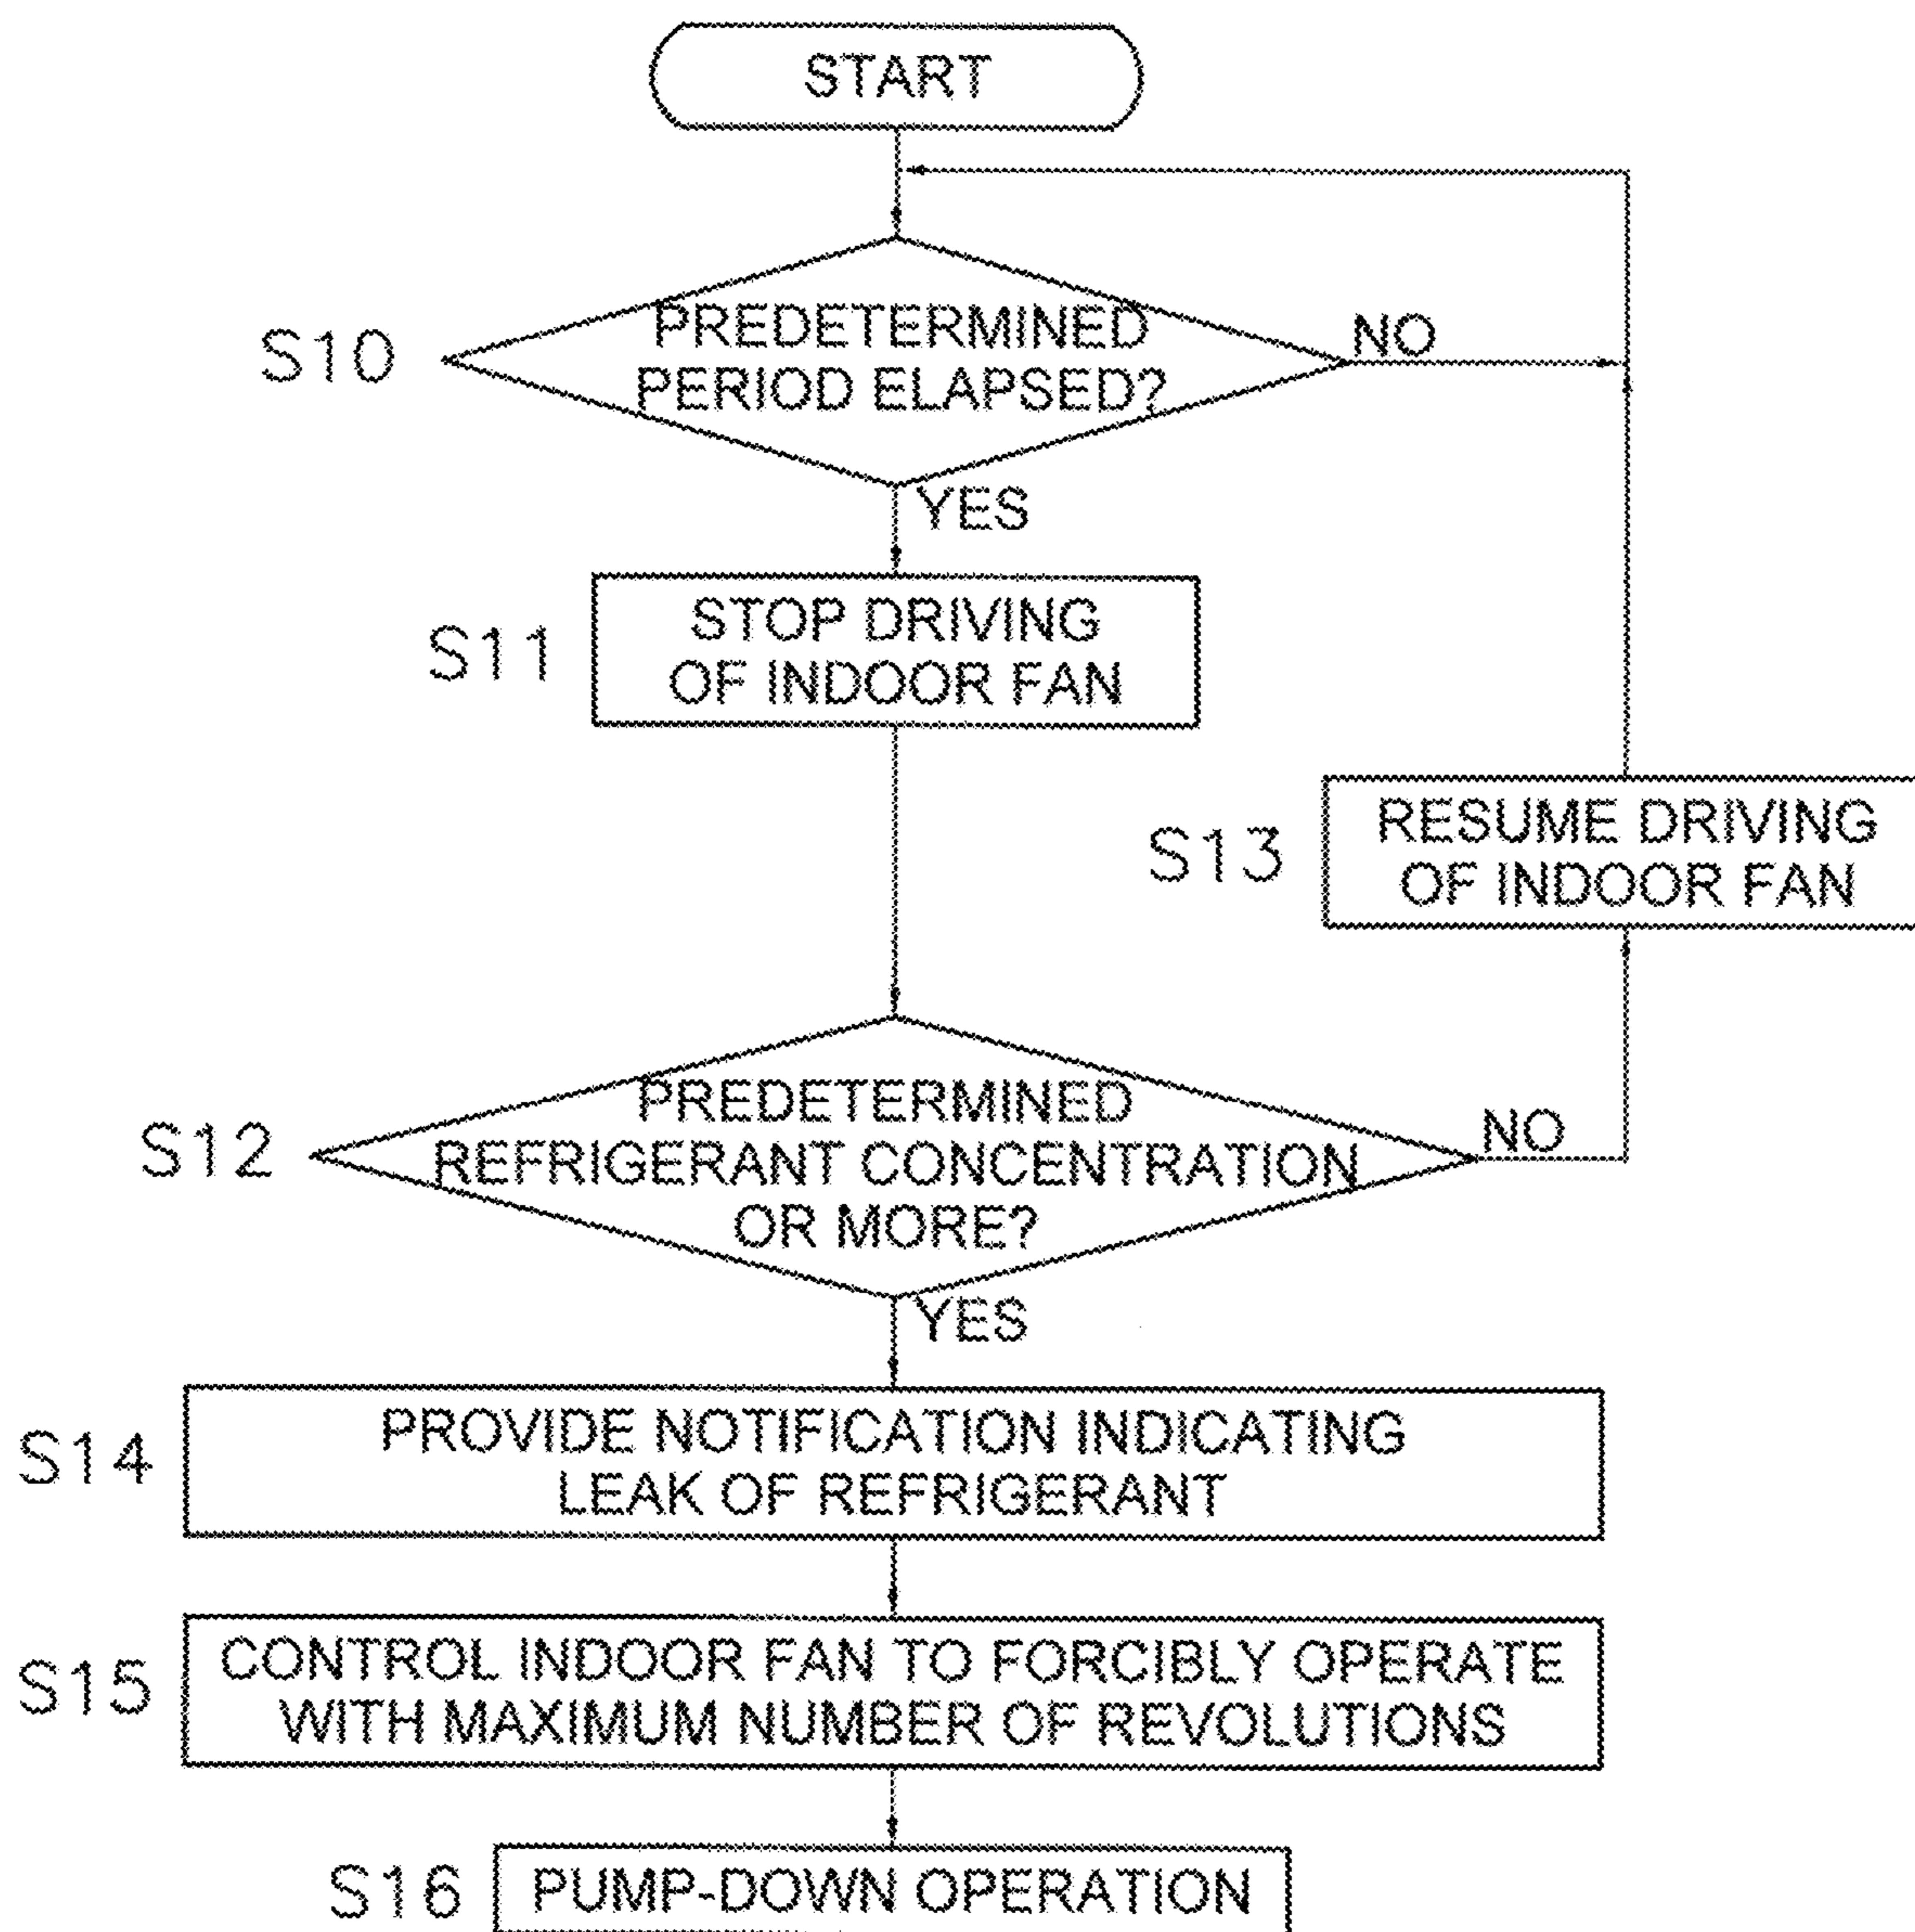 START
S10
PREDETERMINED
PERIOD ELAPSED?
NO
YES
S11
STOP DRIVING
OF INDOOR FAN
S13
RESUME DRIVING
OF INDOOR FAN
S12
PREDETERMINED
REFRIGERANT CONCENTRATION
OR MORE?
NO
YES
S14
PROVIDE NOTIFICATION INDICATING
LEAK OF REFRIGERANT
S15
CONTROL INDOOR FAN TO FORCIBLY OPERATE
WITH MAXIMUM NUMBER OF REVOLUTIONS
S16
PUMP-DOWN OPERATION